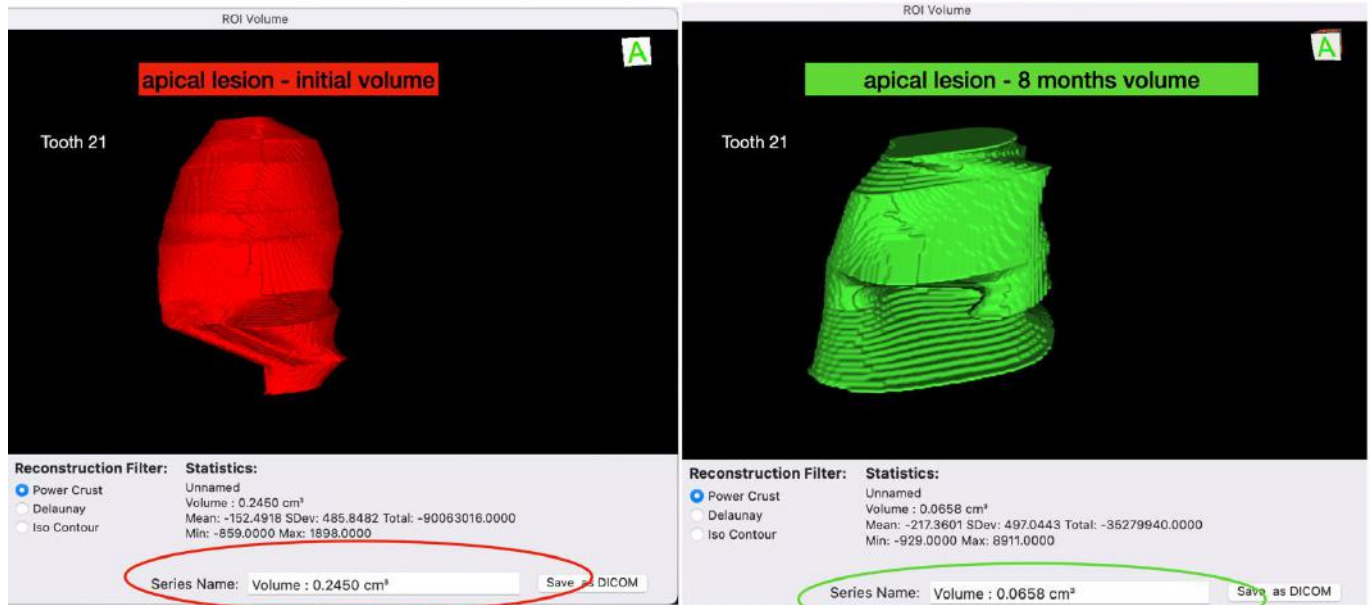 ROI Volume
A
apical lesion - initial volume
Tooth 21
Reconstruction Filter:
Power Crust
Delaunay
Iso Contour
Statistics:
Unnamed
Volume : 0.2450 cm³
Mean: -152.4918 SDev: 485.8482 Total: -90063016.0000
Min: -859.0000 Max: 1898.0000
Series Name: Volume : 0.2450 cm³
Save as DICOM
ROI Volume
A
apical lesion - 8 months volume
Tooth 21
Reconstruction Filter:
Power Crust
Delaunay
Iso Contour
Statistics:
Unnamed
Volume : 0.0658 cm³
Mean: -217.3601 SDev: 497.0443 Total: -35279940.0000
Min: -929.0000 Max: 8911.0000
Series Name: Volume : 0.0658 cm³
Save as DICOM